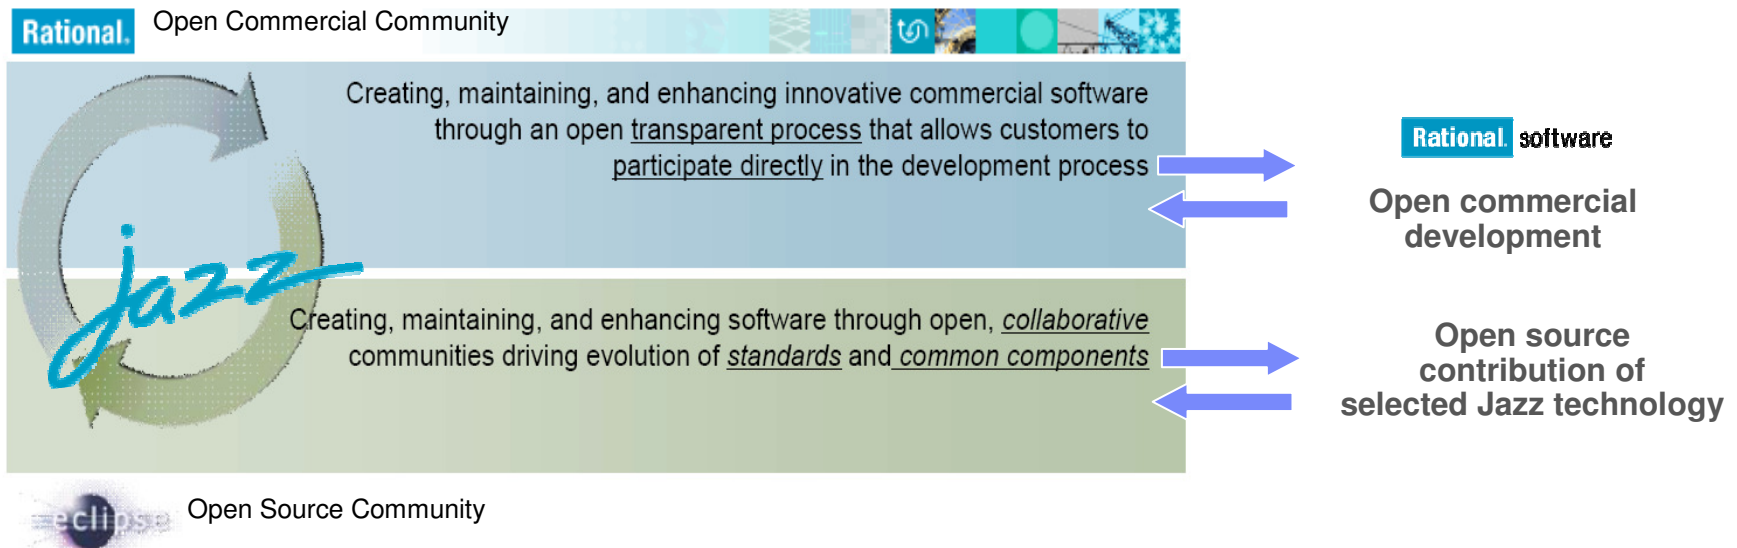 Rational.
Open Commercial Community
Creating, maintaining, and enhancing innovative commercial software
through an open transparent process that allows customers to
participate directly in the development process
Rational. software
Open commercial
development
jazz
Creating, maintaining, and enhancing software through open, collaborative
communities driving evolution of standards and common components
Open source
contribution of
selected Jazz technology
eclipse
Open Source Community